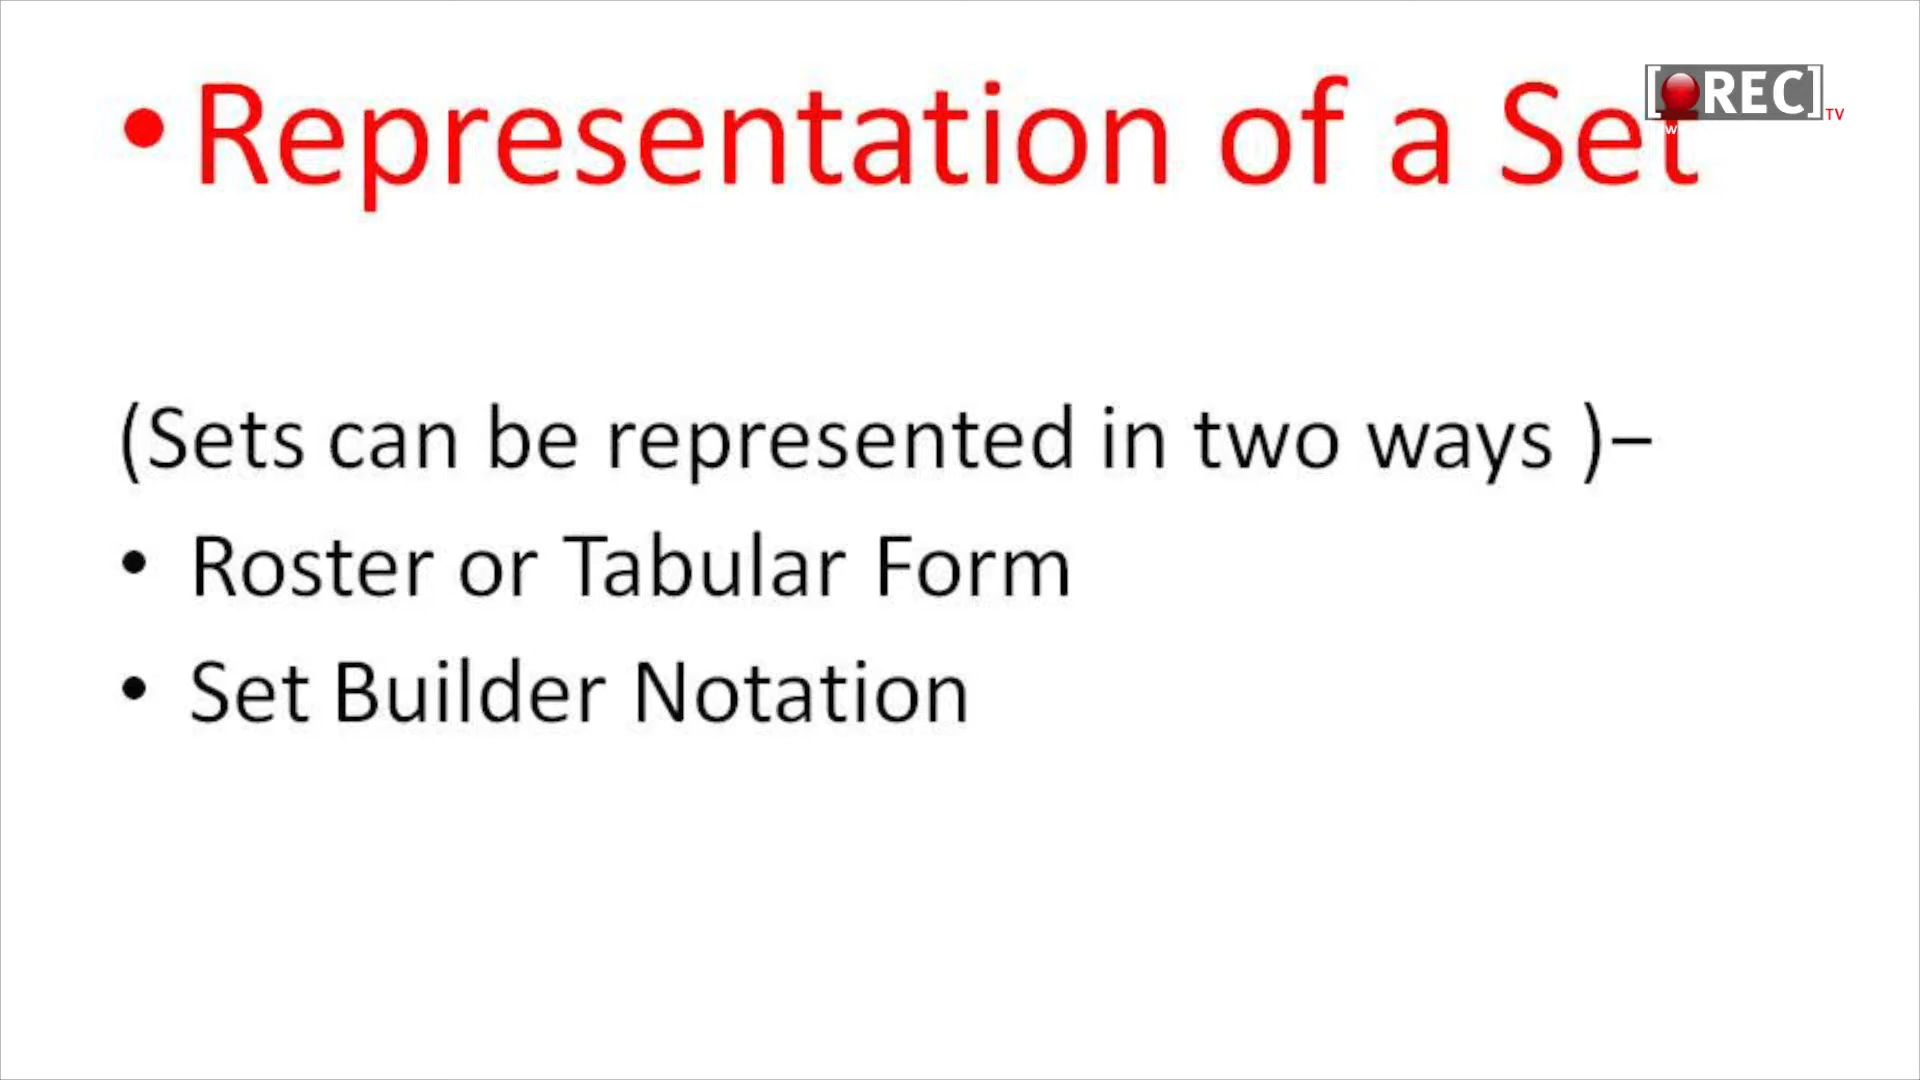 • Representation of a Set
[REC] TV
W
(Sets can be represented in two ways )–
• Roster or Tabular Form
• Set Builder Notation